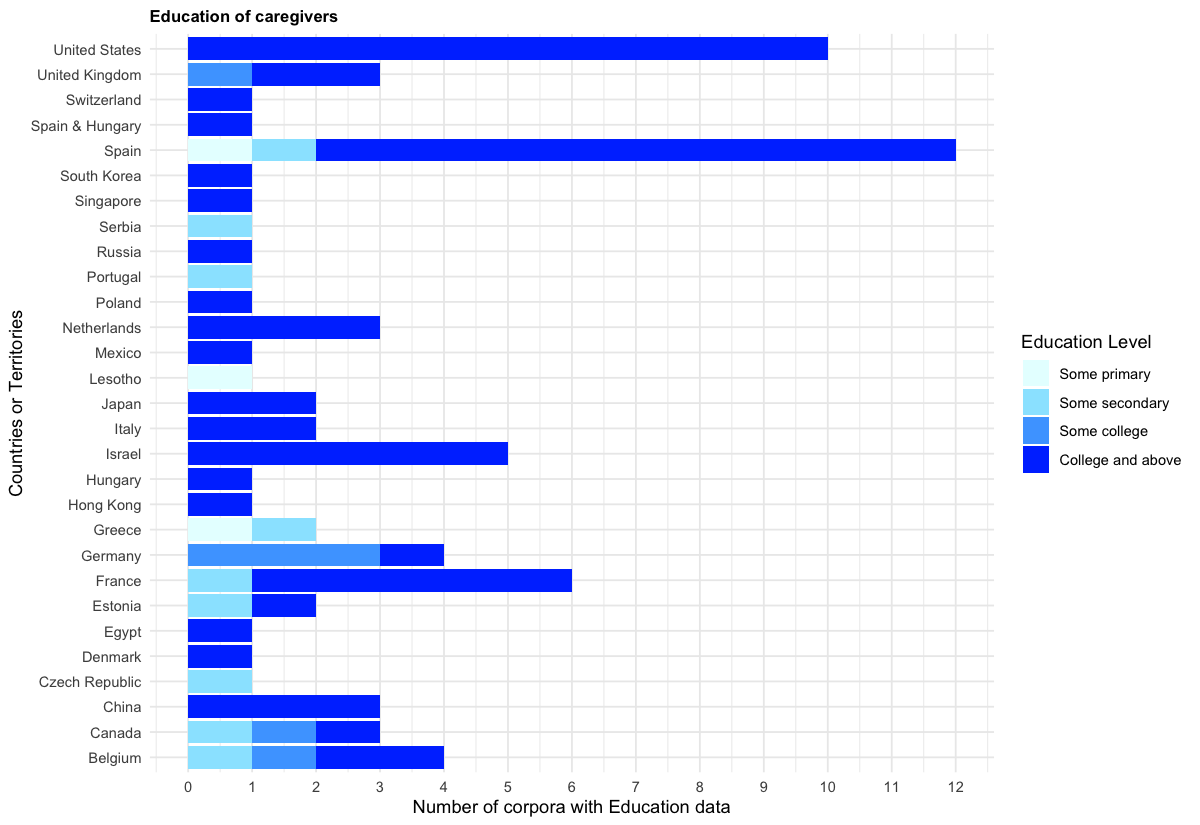 Education of caregivers
United States
United Kingdom
Switzerland
Spain & Hungary
Spain
South Korea
Singapore
Serbia
Russia
Portugal
Poland
Netherlands
Mexico
Lesotho
Japan
Italy
Israel
Hungary
Hong Kong
Greece
Germany
France
Estonia
Egypt
Denmark
Czech Republic
China
Canada
Belgium
Countries or Territories
0 1 2 3 4 5 6 7 8 9 10 11 12
Number of corpora with Education data
Education Level
Some primary
Some secondary
Some college
College and above